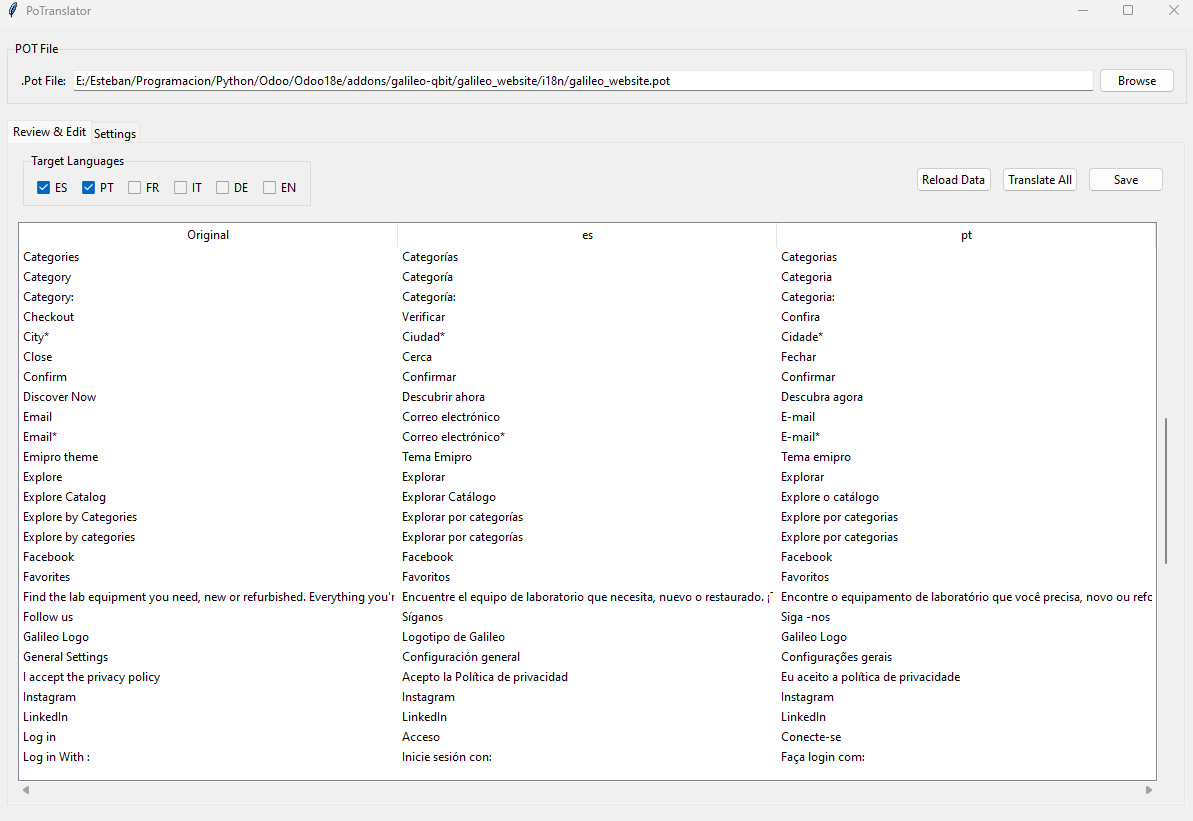 PoTranslator
POT File
.Pot File: E:/Esteban/Programacion/Python/Odoo/Odoo18e/addons/galileo-qbit/galileo_website/i18n/galileo_website.pot Browse
Review & Edit Settings
Target Languages
ES PT FR IT DE EN Reload Data Translate All Save
Original es pt
Categories Categorías Categorias
Category Categoría Categoria
Category: Categoría: Categoria:
Checkout Verificar Confira
City* Ciudad* Cidade*
Close Cerca Fechar
Confirm Confirmar Confirmar
Discover Now Descubrir ahora Descubra agora
Email Correo electrónico E-mail
Email* Correo electrónico* E-mail*
Emipro theme Tema Emipro Tema emipro
Explore Explorar Explorar
Explore Catalog Explorar Catálogo Explore o catálogo
Explore by Categories Explorar por categorías Explore por categorias
Explore by categories Explorar por categorías Explore por categorias
Facebook Facebook Facebook
Favorites Favoritos Favoritos
Find the lab equipment you need, new or refurbished. Everything you'r Encuentre el equipo de laboratorio que necesita, nuevo o restaurado. ¡T Encontre o equipamento de laboratório que você precisa, novo ou refo
Follow us Síganos Siga -nos
Galileo Logo Logotipo de Galileo Galileo Logo
General Settings Configuración general Configurações gerais
I accept the privacy policy Acepto la Política de privacidad Eu aceito a política de privacidade
Instagram Instagram Instagram
LinkedIn LinkedIn LinkedIn
Log in Acceso Conecte-se
Log in With : Inicie sesión con: Faça login com: